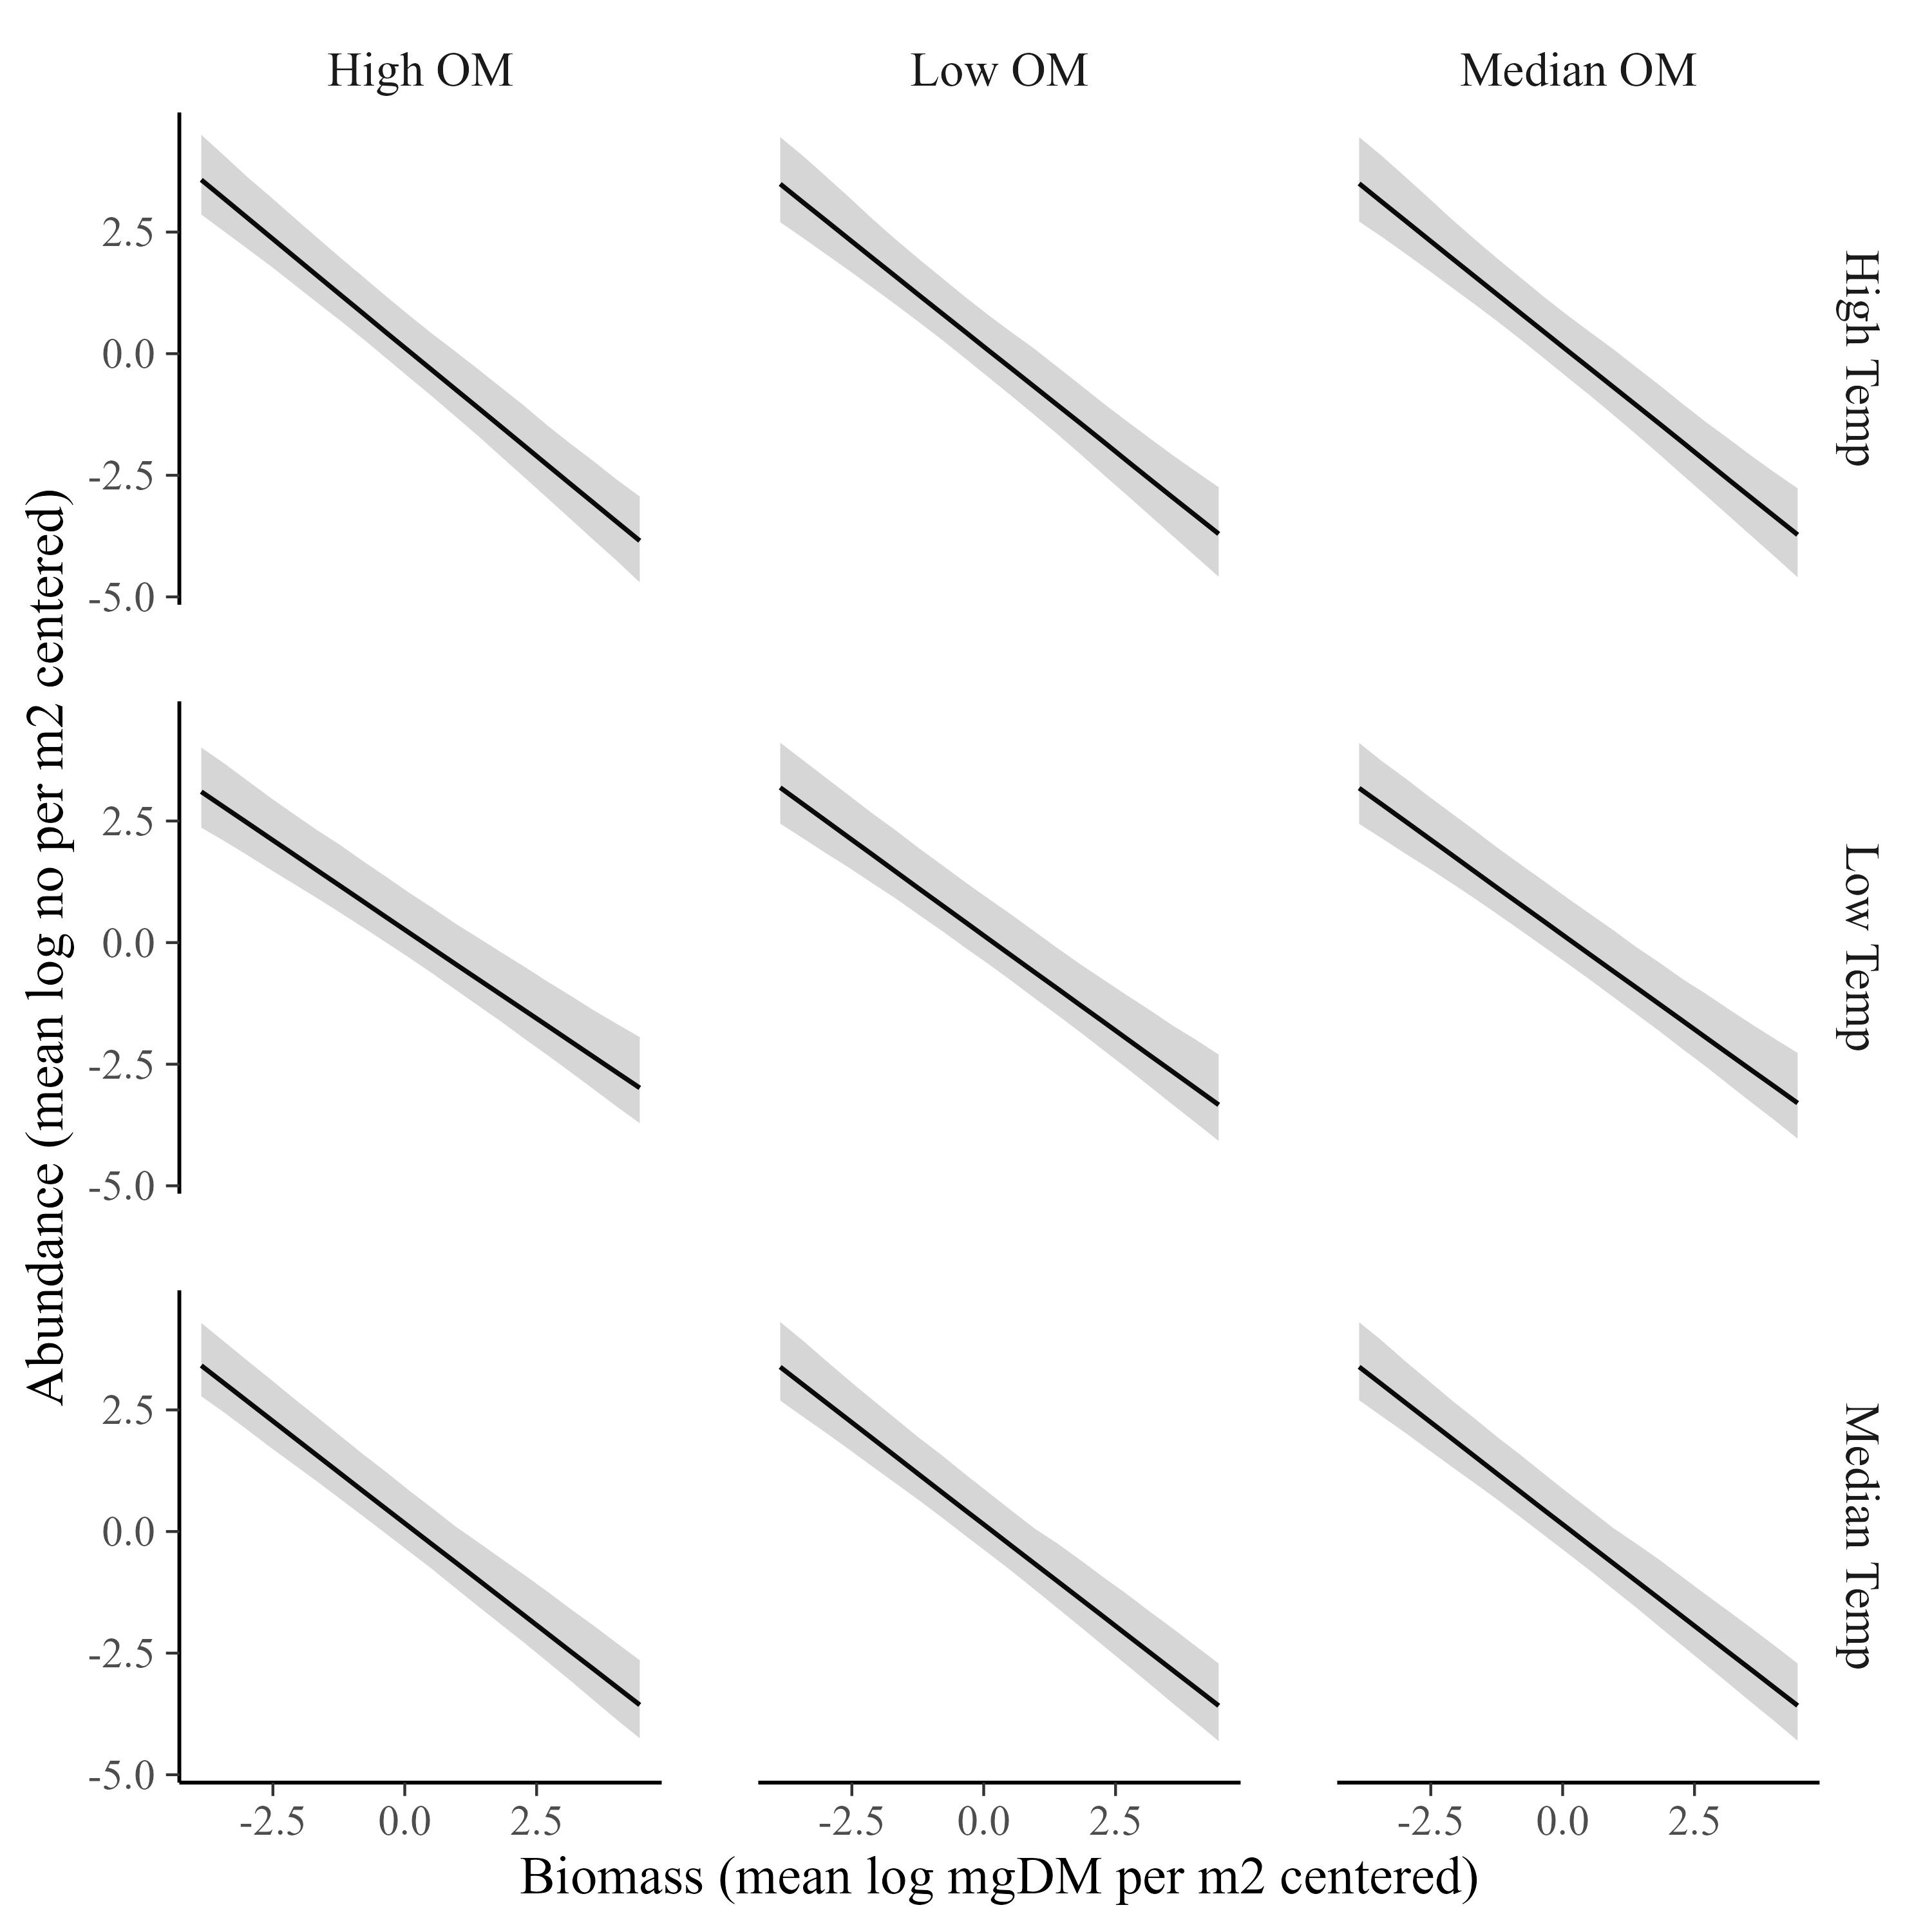 High OM
Low OM
Median OM
2.5
0.0
-2.5
-5.0
High Temp
2.5
0.0
-2.5
-5.0
Low Temp
2.5
0.0
-2.5
-5.0
Median Temp
Abundance (mean log no per m2 centered)
-2.5 0.0 2.5
-2.5 0.0 2.5
-2.5 0.0 2.5
Biomass (mean log mgDM per m2 centered)